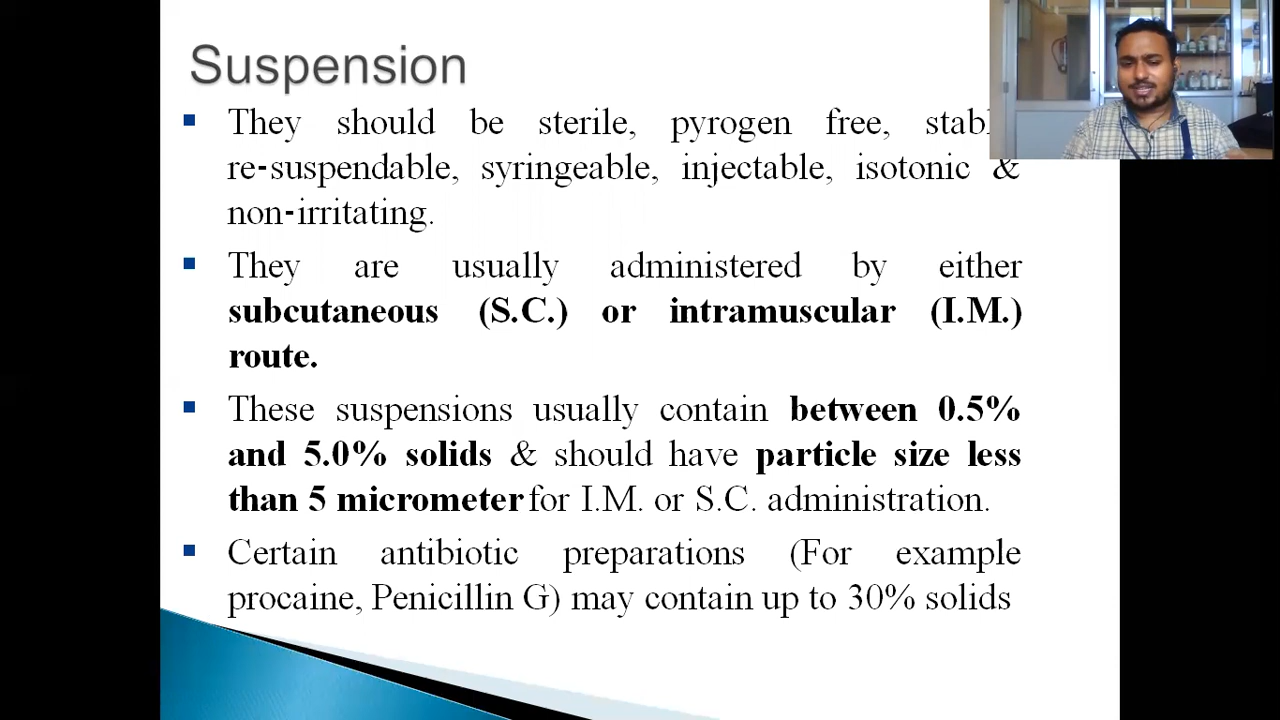 Suspension
They should be sterile, pyrogen free,
re-suspendable, syringeable, injectable, isotonic &
non-irritating.
They are usually administered by either
subcutaneous (S.C.) or intramuscular (I.M.)
route.
These suspensions usually contain between 0.5%
and 5.0% solids & should have particle size less
than 5 micrometer for I.M. or S.C. administration.
Certain antibiotic preparations (For example
procaine, Penicillin G) may contain up to 30% solids